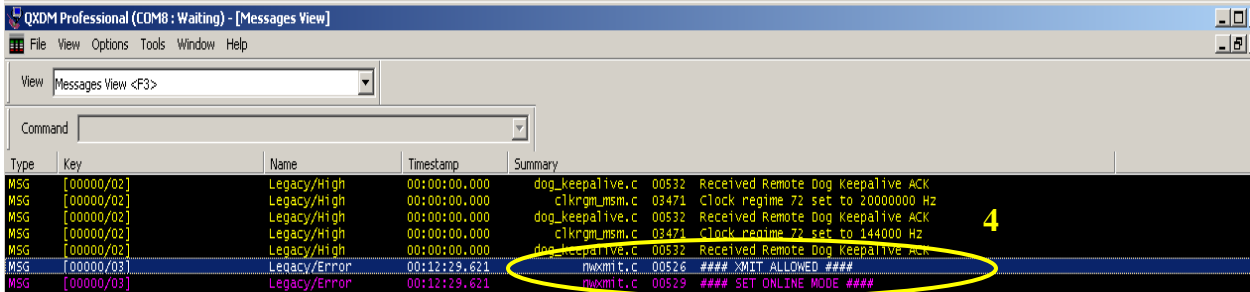 QXDM Professional (COM8 : Waiting) - [Messages View]
File View Options Tools Window Help
View Messages View <F3>
Command
Type Key Name Timestamp Summary
MSG [00000/02] Legacy/High 00:00:00.000 dog_keepalive.c 00532 Received Remote Dog Keepalive ACK
MSG [00000/02] Legacy/High 00:00:00.000 clkrgm_msm.c 03471 Clock regime 72 set to 20000000 Hz
MSG [00000/02] Legacy/High 00:00:00.000 dog_keepalive.c 00532 Received Remote Dog Keepalive ACK
MSG [00000/02] Legacy/High 00:00:00.000 clkrgm_msm.c 03471 Clock regime 72 set to 144000 Hz
4
MSG [00000/02] Legacy/High 00:00:00.000 dog_keepalive.c 00532 Received Remote Dog Keepalive ACK
MSG [00000/03] Legacy/Error 00:12:29.621 nwxmit.c 00526 #### XMIT ALLOWED ####
MSG [00000/03] Legacy/Error 00:12:29.621 nwxmit.c 00529 #### SET ONLINE MODE ####